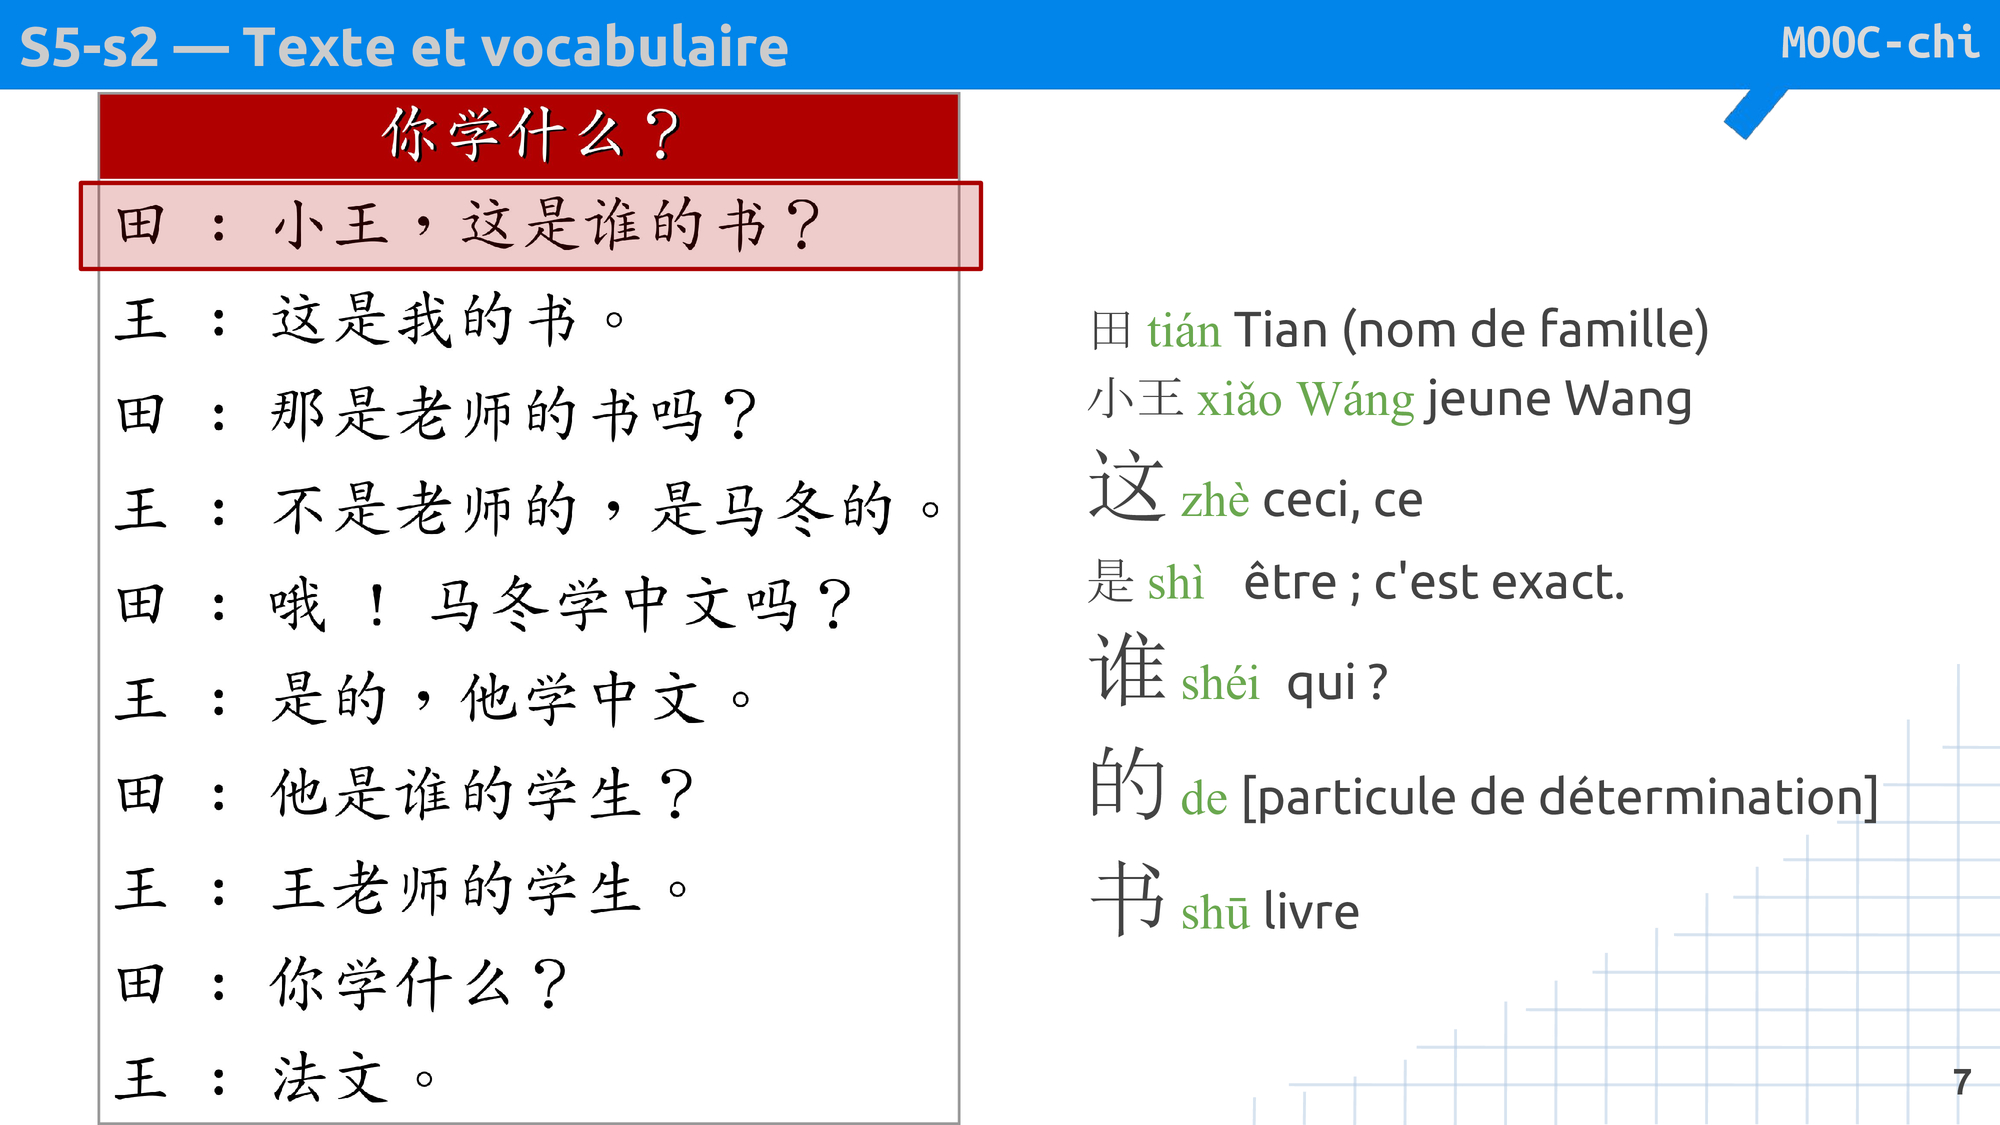 S5-s2 — Texte et vocabulaire
MOOC-chi
你学什么？
田 ： 小王，这是谁的书？
王 ： 这是我的书。
田 ： 那是老师的书吗？
王 ： 不是老师的，是马冬的。
田 ： 哦 ！ 马冬学中文吗？
王 ： 是的，他学中文。
田 ： 他是谁的学生？
王 ： 王老师的学生。
田 ： 你学什么？
王 ： 法文。
田 tián Tian (nom de famille)
小王 xiǎo Wáng jeune Wang
这 zhè ceci, ce
是 shì être ; c'est exact.
谁 shéi qui ?
的 de [particule de détermination]
书 shū livre
7